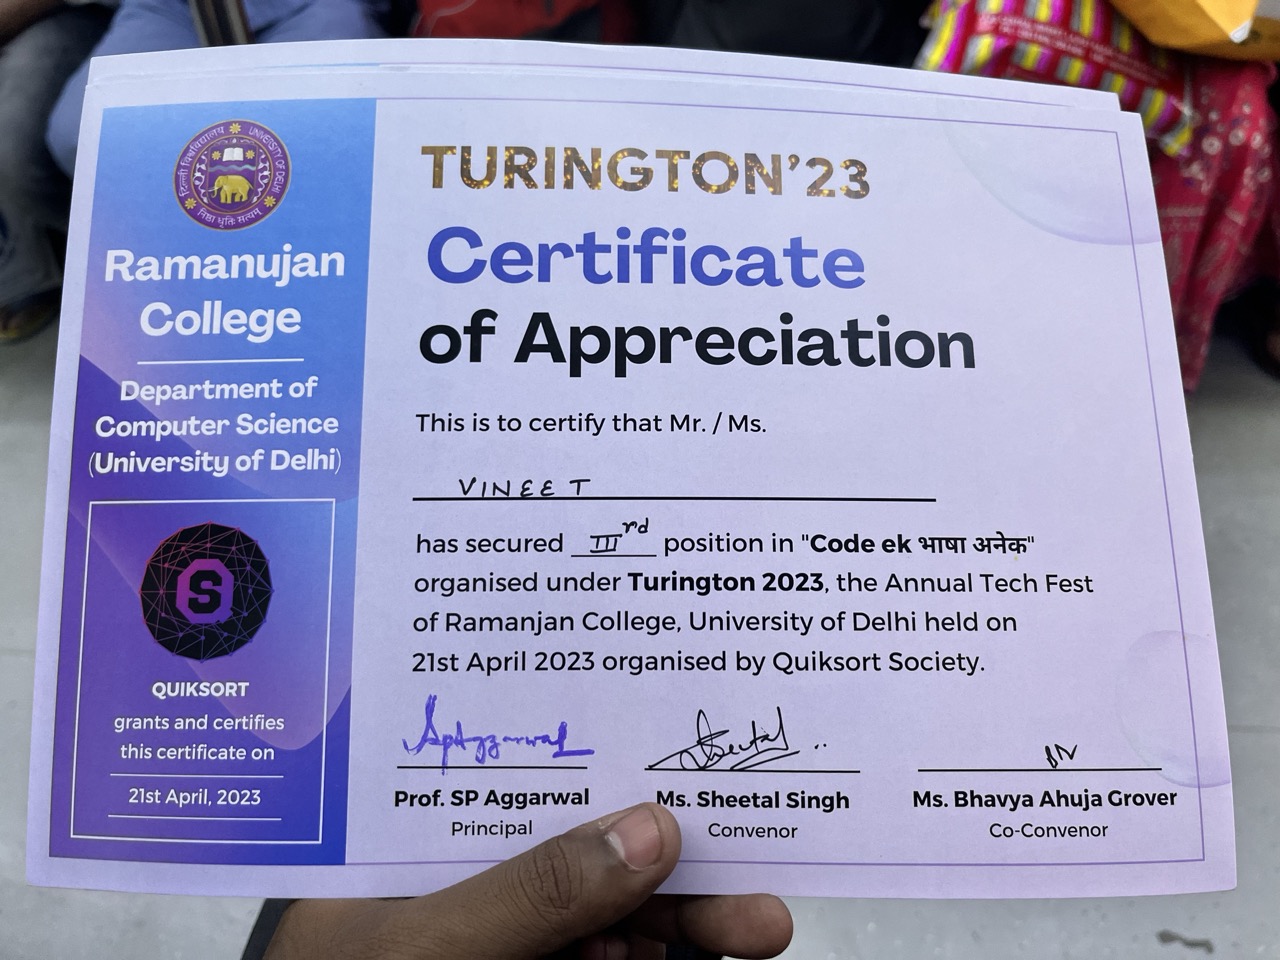 दिल्ली विश्वविद्यालय
UNIVERSITY OF DELHI
निष्ठा धृतिः सत्यम्
Ramanujan
College
Department of
Computer Science
(University of Delhi)
S
QUIKSORT
grants and certifies
this certificate on
21st April, 2023
TURINGTON'23
Certificate
of Appreciation
This is to certify that Mr. / Ms.
VINEET
has secured IIIrd position in "Code ek भाषा अनेक"
organised under Turington 2023, the Annual Tech Fest
of Ramanjan College, University of Delhi held on
21st April 2023 organised by Quiksort Society.
SpAggarwal
Sheetal
Prof. SP Aggarwal
Ms. Sheetal Singh
Ms. Bhavya Ahuja Grover
Principal
Convenor
Co-Convenor